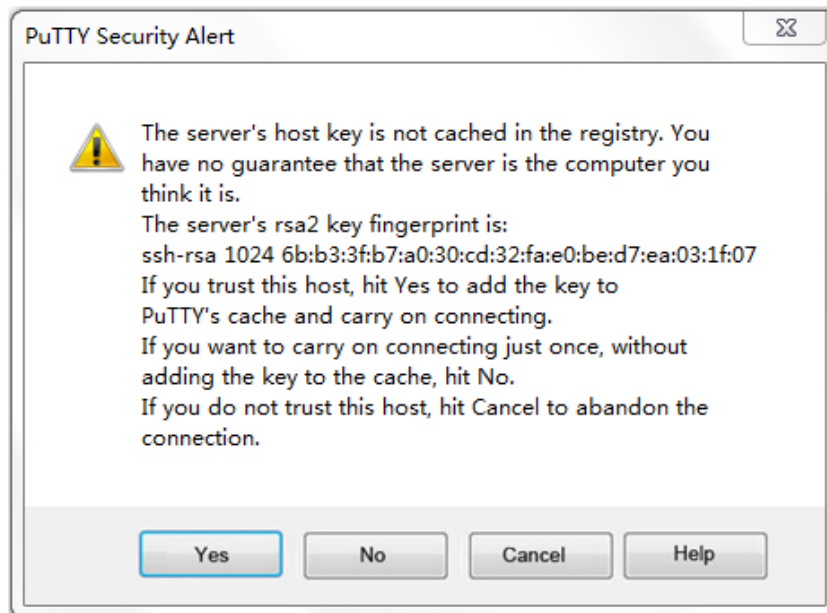 PuTTY Security Alert
The server's host key is not cached in the registry. You
have no guarantee that the server is the computer you
think it is.
The server's rsa2 key fingerprint is:
ssh-rsa 1024 6b:b3:3f:b7:a0:30:cd:32:fa:e0:be:d7:ea:03:1f:07
If you trust this host, hit Yes to add the key to
PuTTY's cache and carry on connecting.
If you want to carry on connecting just once, without
adding the key to the cache, hit No.
If you do not trust this host, hit Cancel to abandon the
connection.
Yes No Cancel Help